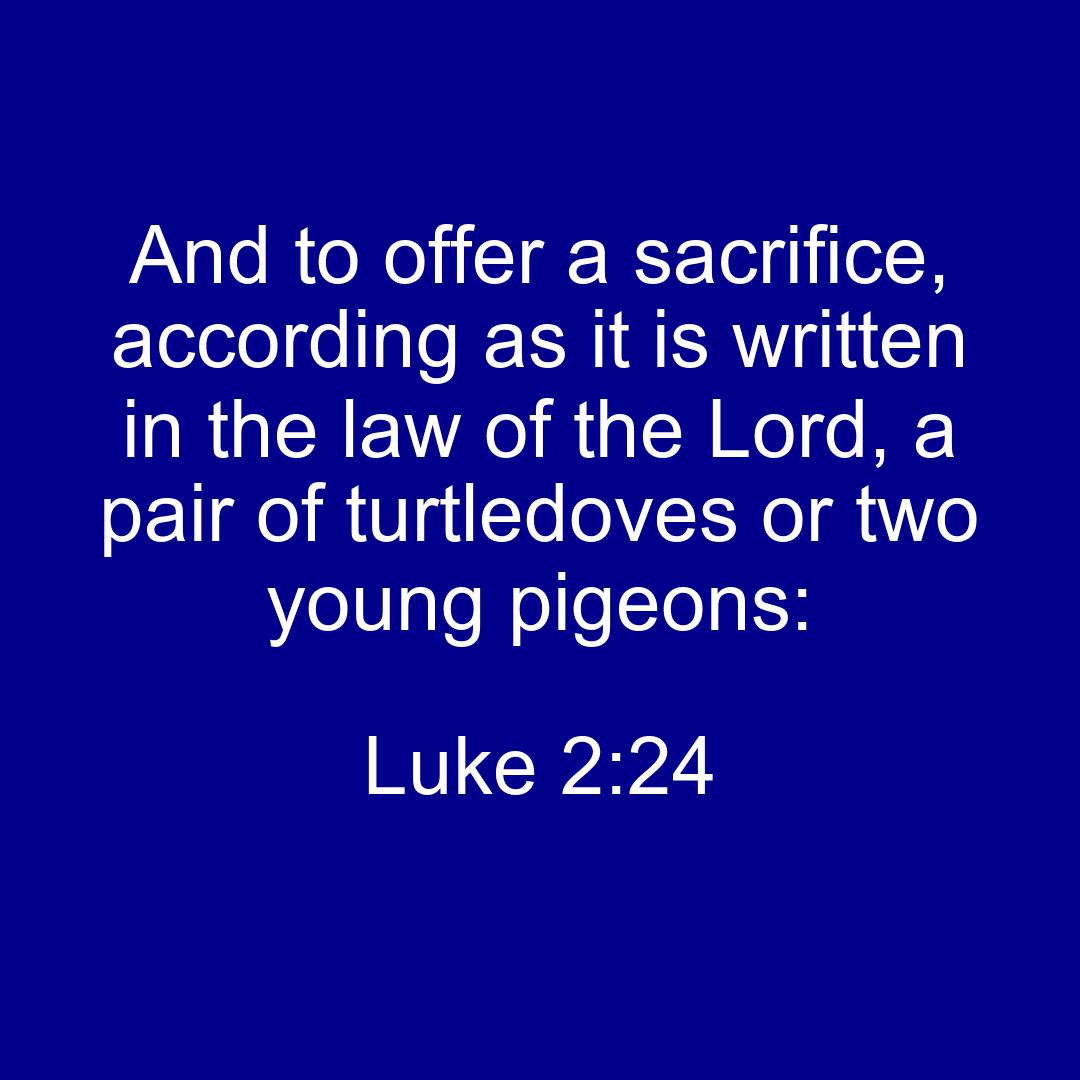 And to offer a sacrifice,
according as it is written
in the law of the Lord, a
pair of turtledoves or two
young pigeons:
Luke 2:24